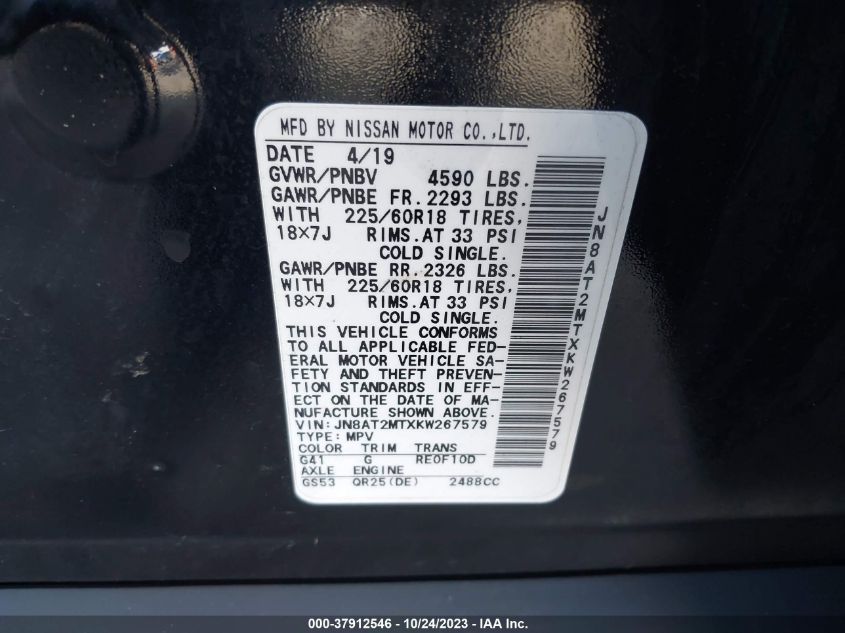 MFD BY NISSAN MOTOR CO.,LTD.
DATE 4/19
GVWR/PNBV 4590 LBS.
GAWR/PNBE FR. 2293 LBS.
WITH 225/60R18 TIRES,
18×7J RIMS.AT 33 PSI
COLD SINGLE.
GAWR/PNBE RR. 2326 LBS.
WITH 225/60R18 TIRES,
18×7J RIMS.AT 33 PSI
COLD SINGLE.
THIS VEHICLE CONFORMS
TO ALL APPLICABLE FED-
ERAL MOTOR VEHICLE SA-
FETY AND THEFT PREVEN-
TION STANDARDS IN EFF-
ECT ON THE DATE OF MA-
NUFACTURE SHOWN ABOVE.
VIN: JN8AT2MTXKW267579
TYPE: MPV
COLOR TRIM TRANS
G41 G RE0F10D
AXLE ENGINE
GS53 QR25(DE) 2488CC
JN8AT2MTXKW267579
000-37912546 - 10/24/2023 - IAAI.com